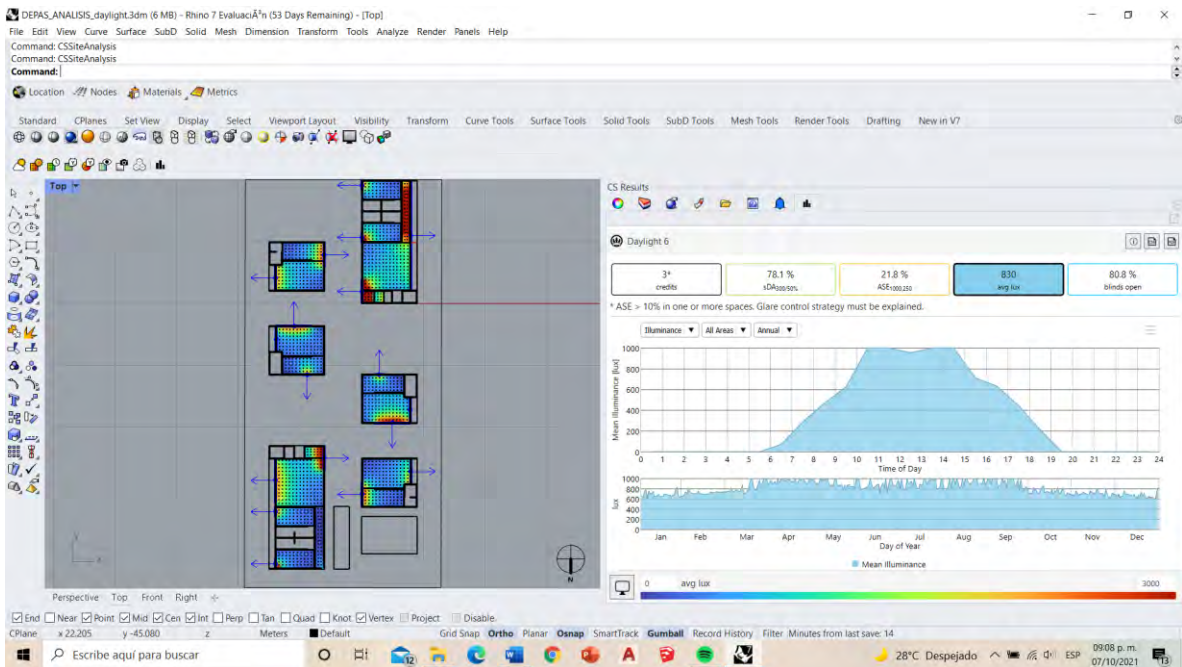 DEPAS_ANALISIS_daylight.3dm (6 MB) - Rhino 7 EvaluaciÃ³n (53 Days Remaining) - [Top]
File Edit View Curve Surface SubD Solid Mesh Dimension Transform Tools Analyze Render Panels Help
Command: CSSiteAnalysis
Command: CSSiteAnalysis
Command:
Location Nodes Materials Metrics
Standard CPlanes Set View Display Select Viewport Layout Visibility Transform Curve Tools Surface Tools Solid Tools SubD Tools Mesh Tools Render Tools Drafting New in V7
Top
CS Results
Daylight 6
3* 78.1 % 21.8 % 830 80.8 %
credits sDA300/50% ASE1000,250 avg lux blinds open
* ASE > 10% in one or more spaces. Glare control strategy must be explained.
Illuminance All Areas Annual
Mean Illuminance [lux]
1000
800
600
400
200
0
0 1 2 3 4 5 6 7 8 9 10 11 12 13 14 15 16 17 18 19 20 21 22 23 24
Time of Day
lux
1000
800
600
400
200
0
Jan Feb Mar Apr May Jun Jul Aug Sep Oct Nov Dec
Day of Year
Mean Illuminance
0 avg lux 3000
y
x
N
Perspective Top Front Right
End Near Point Mid Cen Int Perp Tan Quad Knot Vertex Project Disable
CPlane x 22.205 y -45.080 z Meters Default Grid Snap Ortho Planar Osnap SmartTrack Gumball Record History Filter Minutes from last save: 14
Escribe aquí para buscar
28°C Despejado
ESP
09:08 p. m.
07/10/2021
13